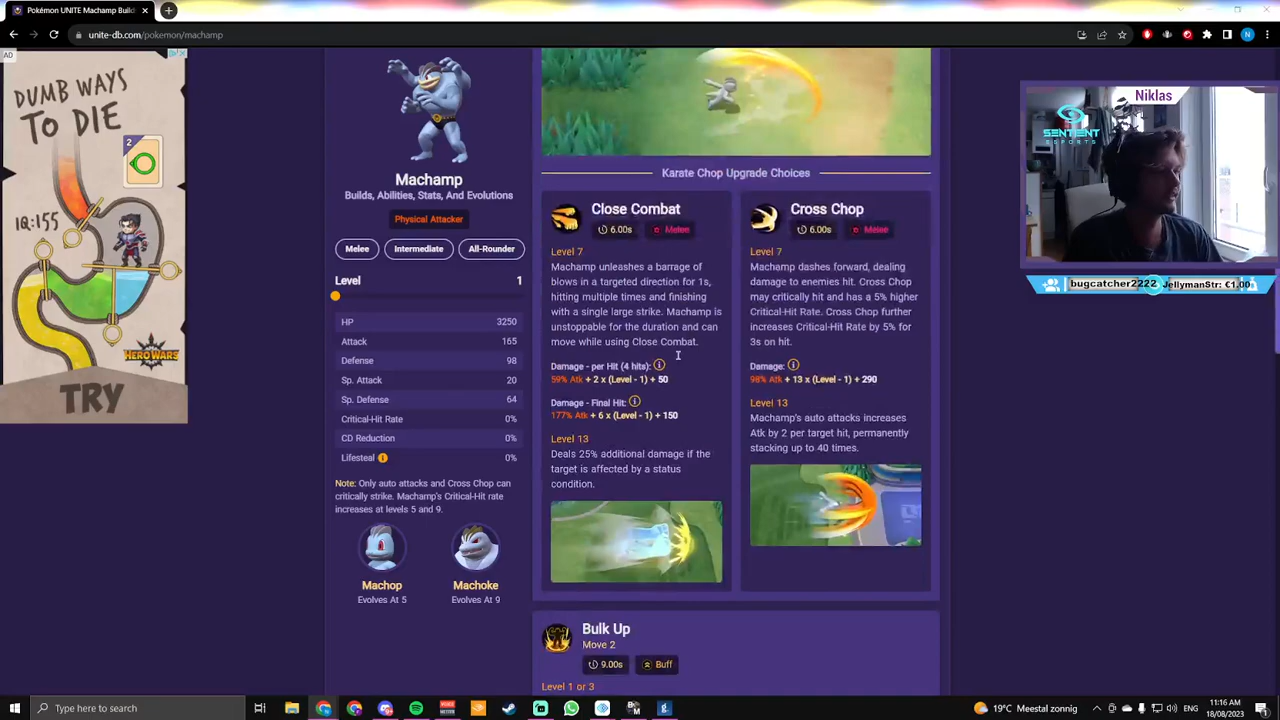 Pokémon UNITE Machamp Build
unite-db.com/pokemon/machamp
AD
DUMB WAYS
TO DIE
2
IQ:155
HERO WARS
TRY
Machamp
Builds, Abilities, Stats, And Evolutions
Physical Attacker
Melee
Intermediate
All-Rounder
Level 1
HP 3250
Attack 165
Defense 98
Sp. Attack 20
Sp. Defense 64
Critical-Hit Rate 0%
CD Reduction 0%
Lifesteal 0%
Note: Only auto attacks and Cross Chop can
critically strike. Machamp's Critical-Hit rate
increases at levels 5 and 9.
Machop
Evolves At 5
Machoke
Evolves At 9
Karate Chop Upgrade Choices
Close Combat
6.00s
Melee
Level 7
Machamp unleashes a barrage of
blows in a targeted direction for 1s,
hitting multiple times and finishing
with a single large strike. Machamp is
unstoppable for the duration and can
move while using Close Combat.
Damage - per Hit (4 hits):
59% Atk + 2 x (Level - 1) + 50
Damage - Final Hit:
177% Atk + 6 x (Level - 1) + 150
Level 13
Deals 25% additional damage if the
target is affected by a status
condition.
Cross Chop
6.00s
Melee
Level 7
Machamp dashes forward, dealing
damage to enemies hit. Cross Chop
may critically hit and has a 5% higher
Critical-Hit Rate. Cross Chop further
increases Critical-Hit Rate by 5% for
3s on hit.
Damage:
98% Atk + 13 x (Level - 1) + 290
Level 13
Machamp's auto attacks increases
Atk by 2 per target hit, permanently
stacking up to 40 times.
Bulk Up
Move 2
9.00s
Buff
Level 1 or 3
Niklas
SENTIENT
ESPORTS
bugcatcher2222
JellymanStr: €1.00
Type here to search
19°C Meestal zonnig
11:16 AM
18/08/2023